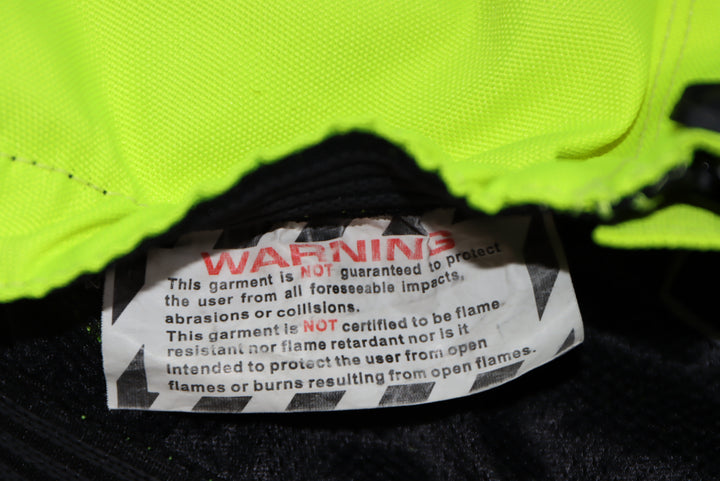 WARNING
This garment is NOT guaranteed to protect
the user from all foreseeable impacts,
abrasions or collisions.
This garment is NOT certified to be flame
resistant nor flame retardant nor is it
intended to protect the user from open
flames or burns resulting from open flames.